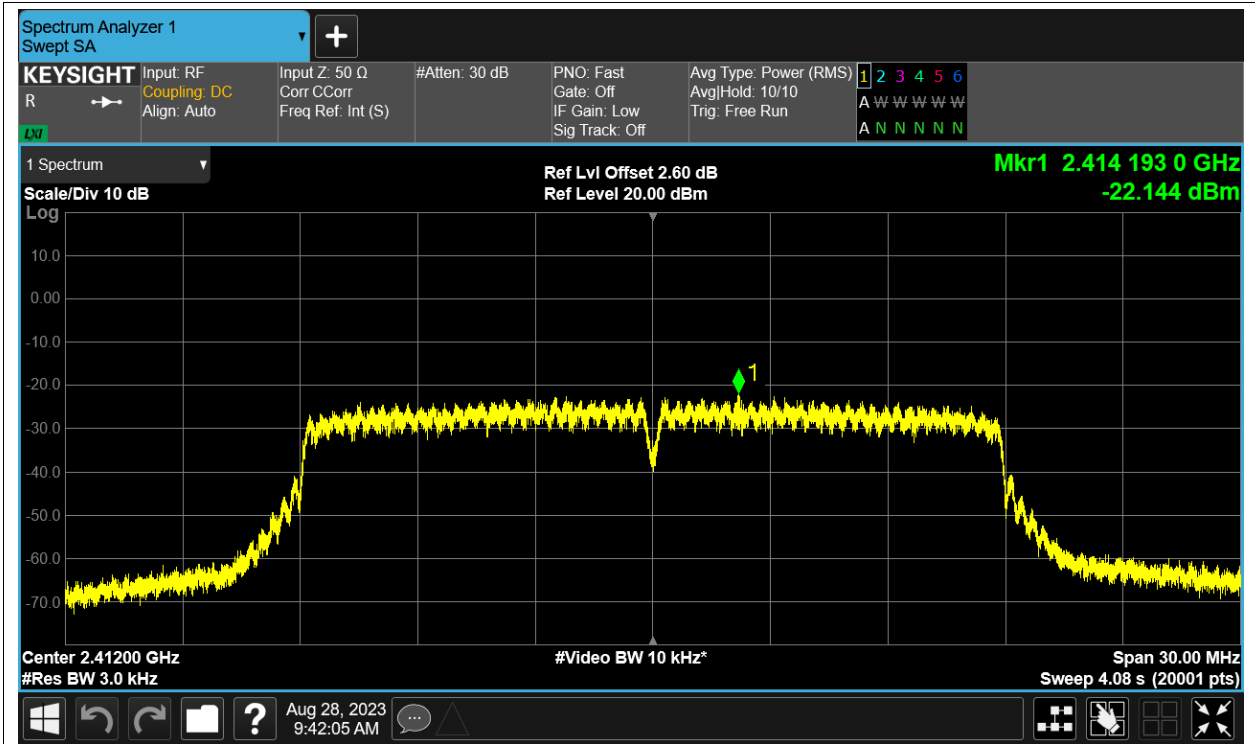 Spectrum Analyzer 1
Swept SA
KEYSIGHT
R
LXI
Input: RF
Coupling: DC
Align: Auto
Input Z: 50 Ω
Corr CCorr
Freq Ref: Int (S)
#Atten: 30 dB
PNO: Fast
Gate: Off
IF Gain: Low
Sig Track: Off
Avg Type: Power (RMS)
Avg|Hold: 10/10
Trig: Free Run
1 2 3 4 5 6
A W W W W W
A N N N N N
1 Spectrum
Scale/Div 10 dB
Log
Ref Lvl Offset 2.60 dB
Ref Level 20.00 dBm
Mkr1 2.414 193 0 GHz
-22.144 dBm
10.0
0.00
-10.0
-20.0
-30.0
-40.0
-50.0
-60.0
-70.0
1
Center 2.41200 GHz
#Res BW 3.0 kHz
#Video BW 10 kHz*
Span 30.00 MHz
Sweep 4.08 s (20001 pts)
?
Aug 28, 2023
9:42:05 AM